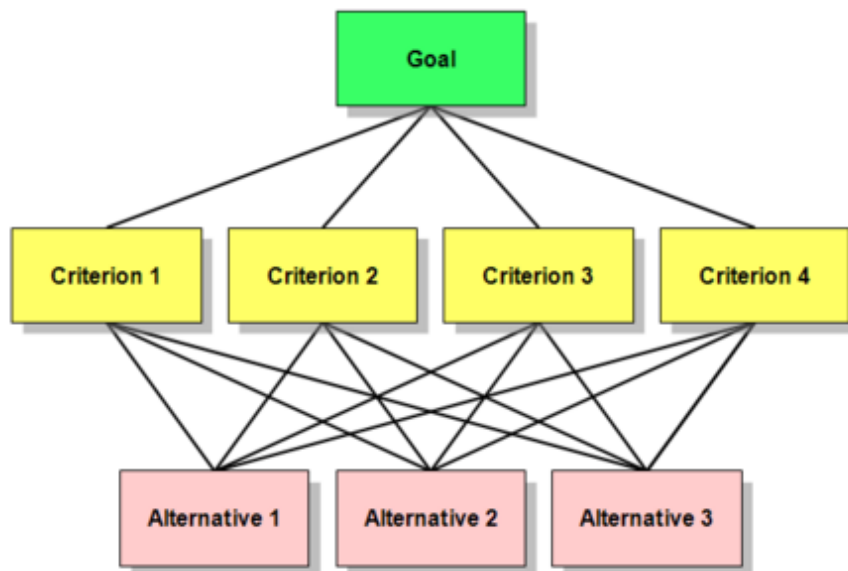 Goal
Criterion 1
Criterion 2
Criterion 3
Criterion 4
Alternative 1
Alternative 2
Alternative 3